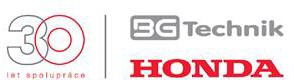 30
let spolupráce
BG Technik
HONDA